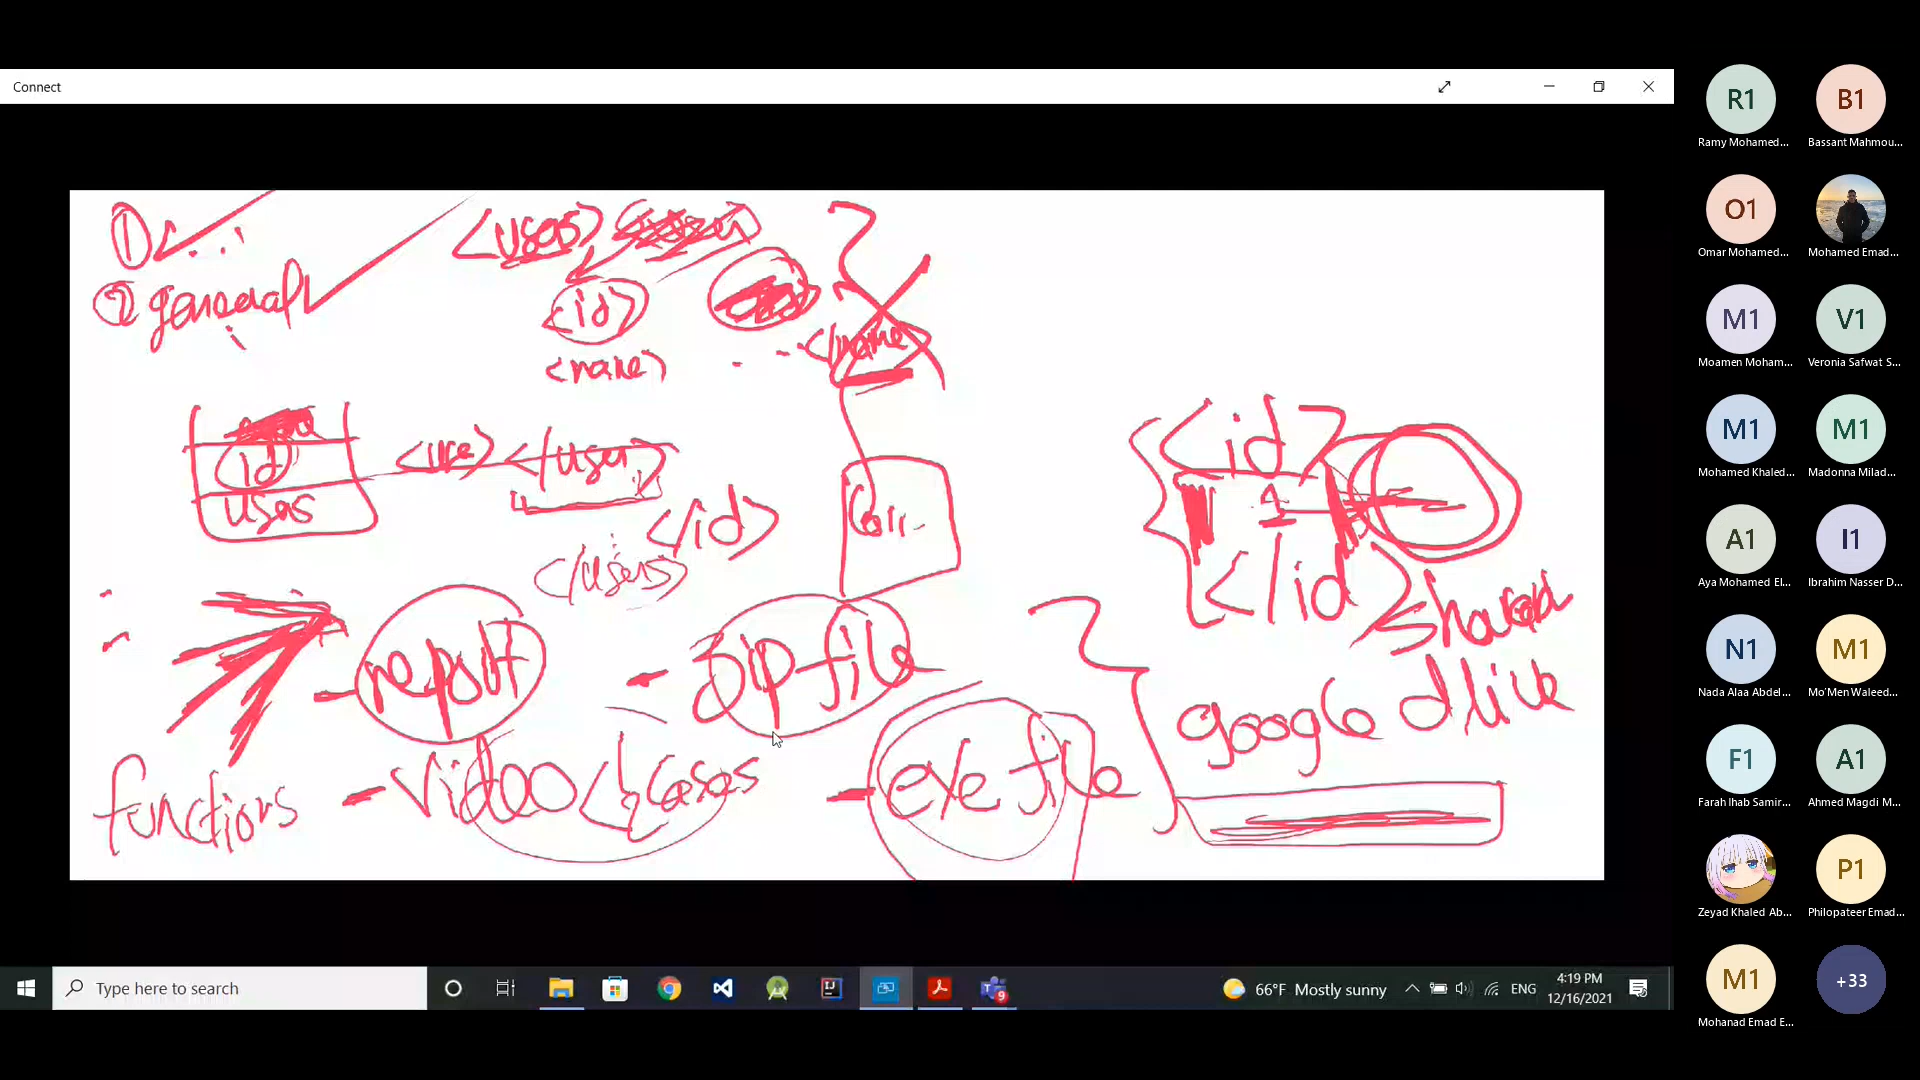 Connect
①
② general
<users>
<id>
<name>
<name>
id
users
<use>
</user
</id>
</users>
<id>
1
</id>
shared
google drive
- report
- zip file
functions
- video
cases
- exe file
R1
Ramy Mohamed...
B1
Bassant Mahmou...
O1
Omar Mohamed...
Mohamed Emad...
M1
Moamen Moham...
V1
Veronia Safwat S...
M1
Mohamed Khaled...
M1
Madonna Milad...
A1
Aya Mohamed El...
I1
Ibrahim Nasser D...
N1
Nada Alaa Abdel...
M1
Mo'Men Waleed...
F1
Farah Ihab Samir...
A1
Ahmed Magdi M...
Zeyad Khaled Ab...
P1
Philopateer Emad...
M1
Mohanad Emad E...
+33
Type here to search
9
66°F Mostly sunny
ENG
4:19 PM
12/16/2021